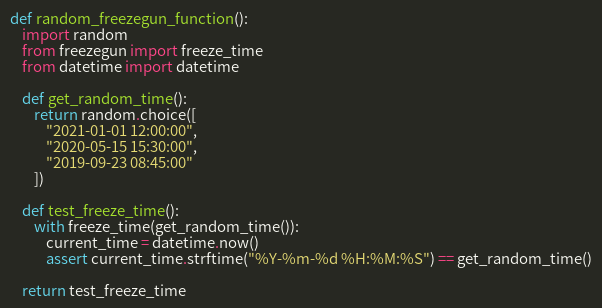 def random_freezegun_function():
    import random
    from freezegun import freeze_time
    from datetime import datetime

    def get_random_time():
        return random.choice([
            "2021-01-01 12:00:00",
            "2020-05-15 15:30:00",
            "2019-09-23 08:45:00"
        ])

    def test_freeze_time():
        with freeze_time(get_random_time()):
            current_time = datetime.now()
            assert current_time.strftime("%Y-%m-%d %H:%M:%S") == get_random_time()

    return test_freeze_time